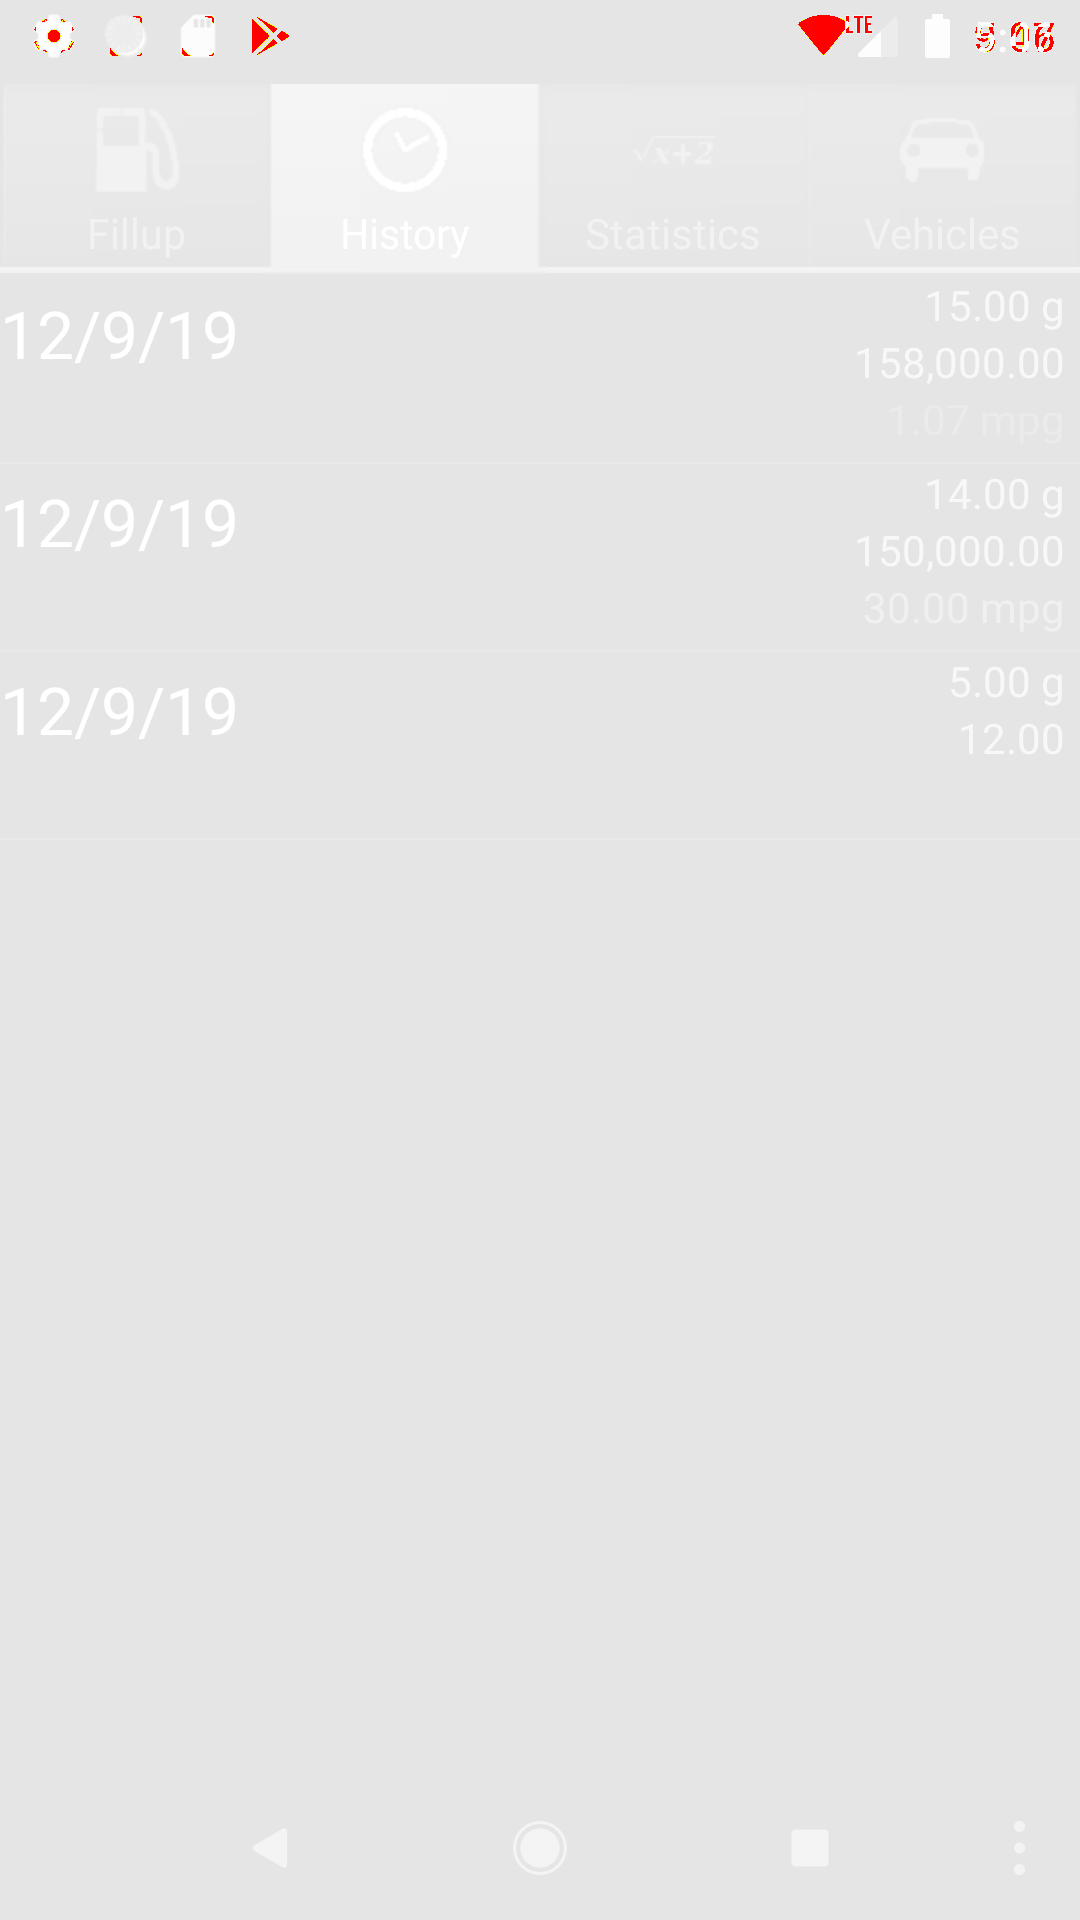 LTE
√x+2
Fillup
History
Statistics
Vehicles
12/9/19
15.00 g
158,000.00
1.07 mpg
12/9/19
14.00 g
150,000.00
30.00 mpg
12/9/19
5.00 g
12.00